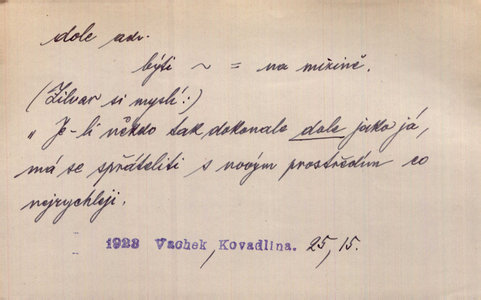 dole adv.
býti ~ = na mizině.
(Žilvar si myslí:)
„Je-li někdo tak dokonale dole jako já,
má se spřáteliti s novým prostředím co
nejrychleji.
1923 Vachek, Kovadlina. 25, 15.